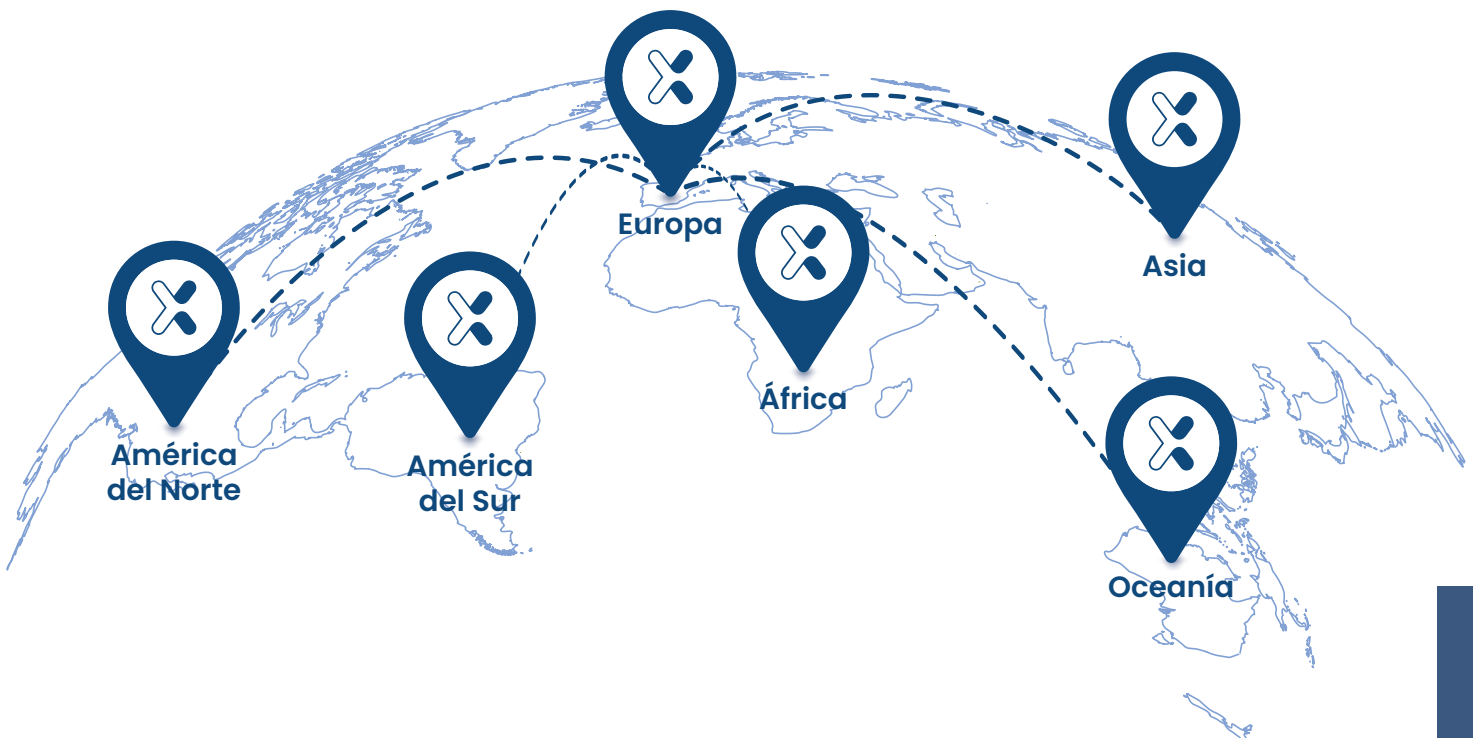 Europa
Asia
África
América
del Norte
América
del Sur
Oceanía